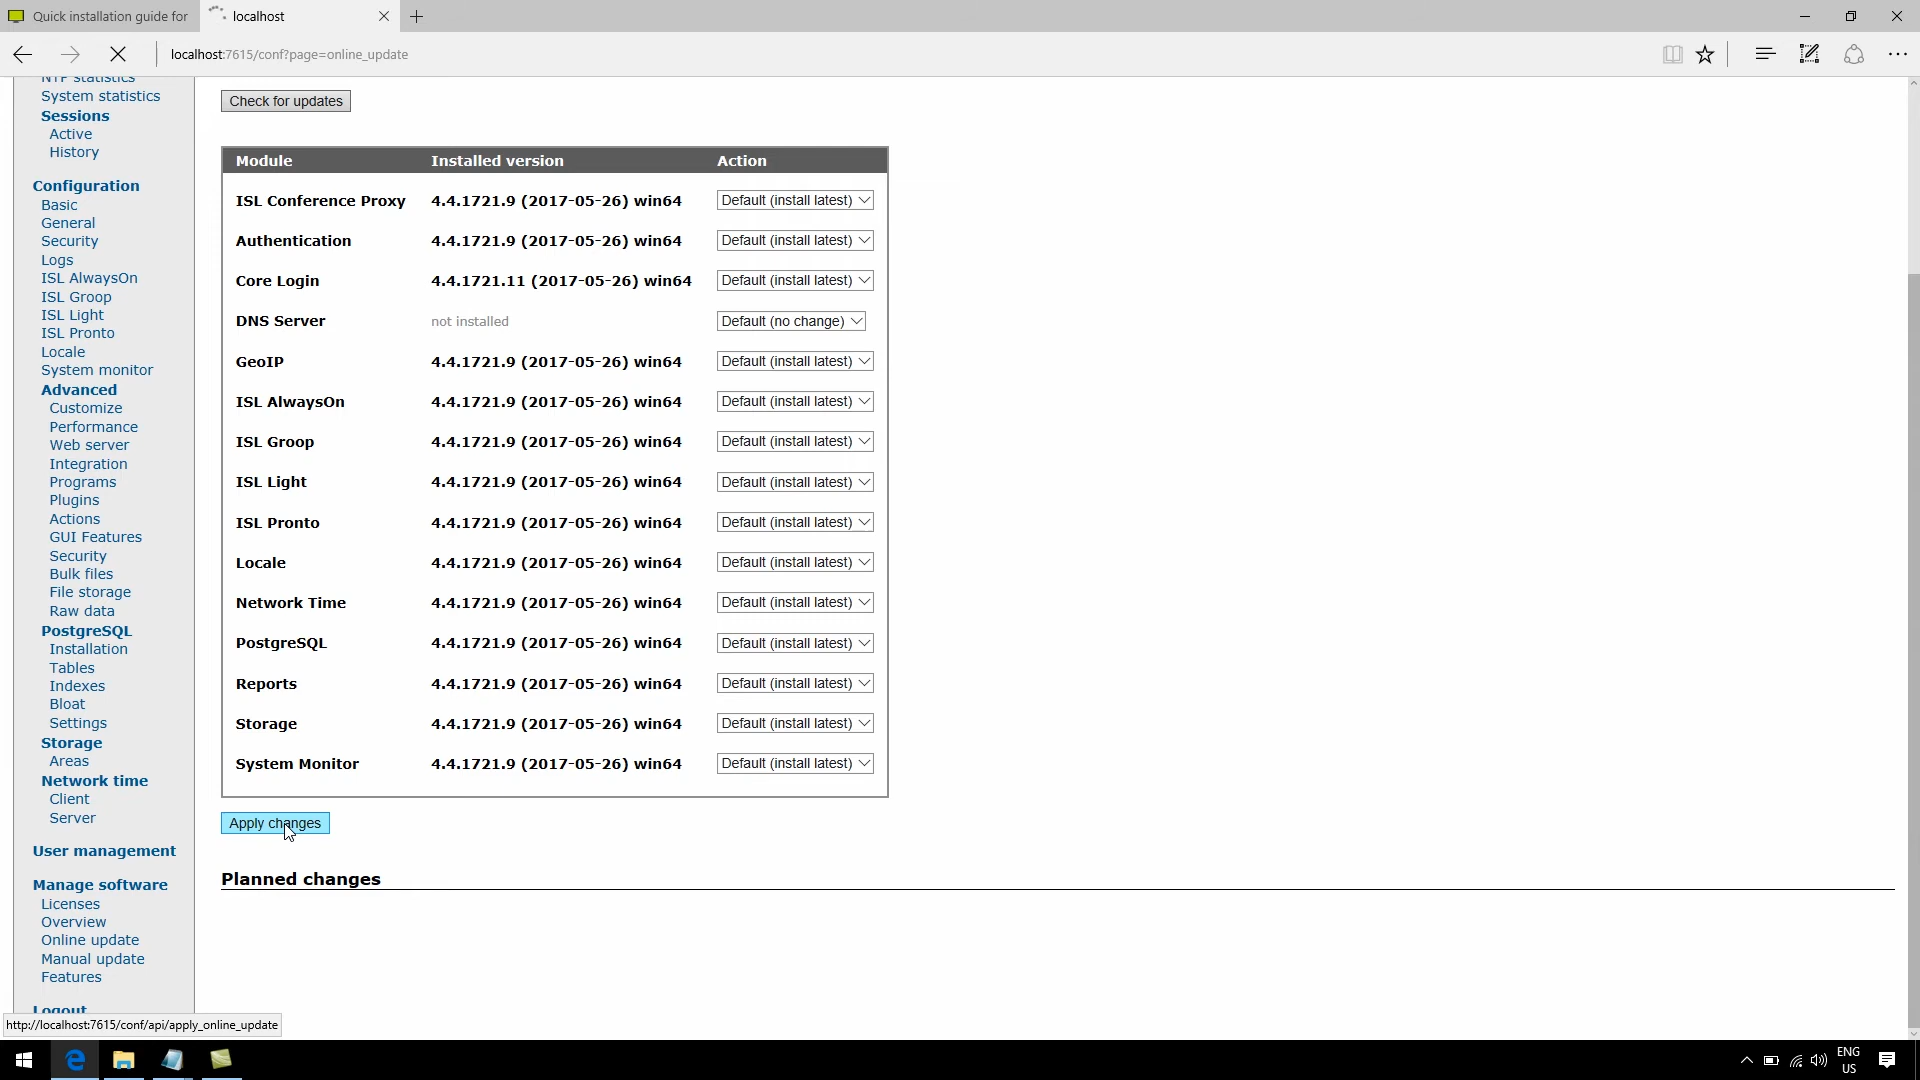 Quick installation guide for
localhost
localhost:7615/conf?page=online_update
NTP statistics
System statistics
Sessions
Active
History
Configuration
Basic
General
Security
Logs
ISL AlwaysOn
ISL Groop
ISL Light
ISL Pronto
Locale
System monitor
Advanced
Customize
Performance
Web server
Integration
Programs
Plugins
Actions
GUI Features
Security
Bulk files
File storage
Raw data
PostgreSQL
Installation
Tables
Indexes
Bloat
Settings
Storage
Areas
Network time
Client
Server
User management
Manage software
Licenses
Overview
Online update
Manual update
Features
Logout
http://localhost:7615/conf/api/apply_online_update
Check for updates
Module Installed version Action
ISL Conference Proxy 4.4.1721.9 (2017-05-26) win64 Default (install latest)
Authentication 4.4.1721.9 (2017-05-26) win64 Default (install latest)
Core Login 4.4.1721.11 (2017-05-26) win64 Default (install latest)
DNS Server not installed Default (no change)
GeoIP 4.4.1721.9 (2017-05-26) win64 Default (install latest)
ISL AlwaysOn 4.4.1721.9 (2017-05-26) win64 Default (install latest)
ISL Groop 4.4.1721.9 (2017-05-26) win64 Default (install latest)
ISL Light 4.4.1721.9 (2017-05-26) win64 Default (install latest)
ISL Pronto 4.4.1721.9 (2017-05-26) win64 Default (install latest)
Locale 4.4.1721.9 (2017-05-26) win64 Default (install latest)
Network Time 4.4.1721.9 (2017-05-26) win64 Default (install latest)
PostgreSQL 4.4.1721.9 (2017-05-26) win64 Default (install latest)
Reports 4.4.1721.9 (2017-05-26) win64 Default (install latest)
Storage 4.4.1721.9 (2017-05-26) win64 Default (install latest)
System Monitor 4.4.1721.9 (2017-05-26) win64 Default (install latest)
Apply changes
Planned changes
ENG
US